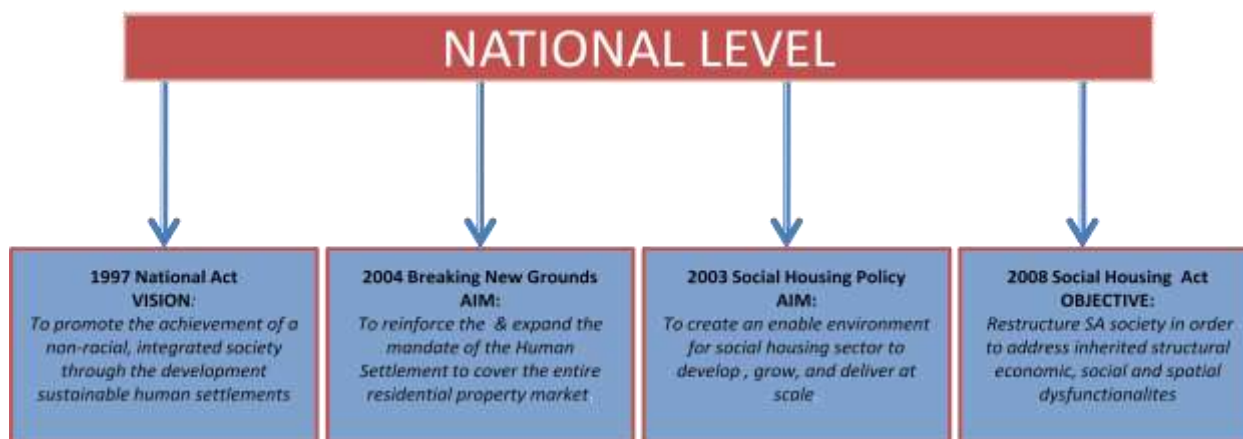 NATIONAL LEVEL
1997 National Act
VISION:
To promote the achievement of a
non-racial, integrated society
through the development
sustainable human settlements
2004 Breaking New Grounds
AIM:
To reinforce the & expand the
mandate of the Human
Settlement to cover the entire
residential property market
2003 Social Housing Policy
AIM:
To create an enable environment
for social housing sector to
develop , grow, and deliver at
scale
2008 Social Housing Act
OBJECTIVE:
Restructure SA society in order
to address inherited structural
economic, social and spatial
dysfunctionalites